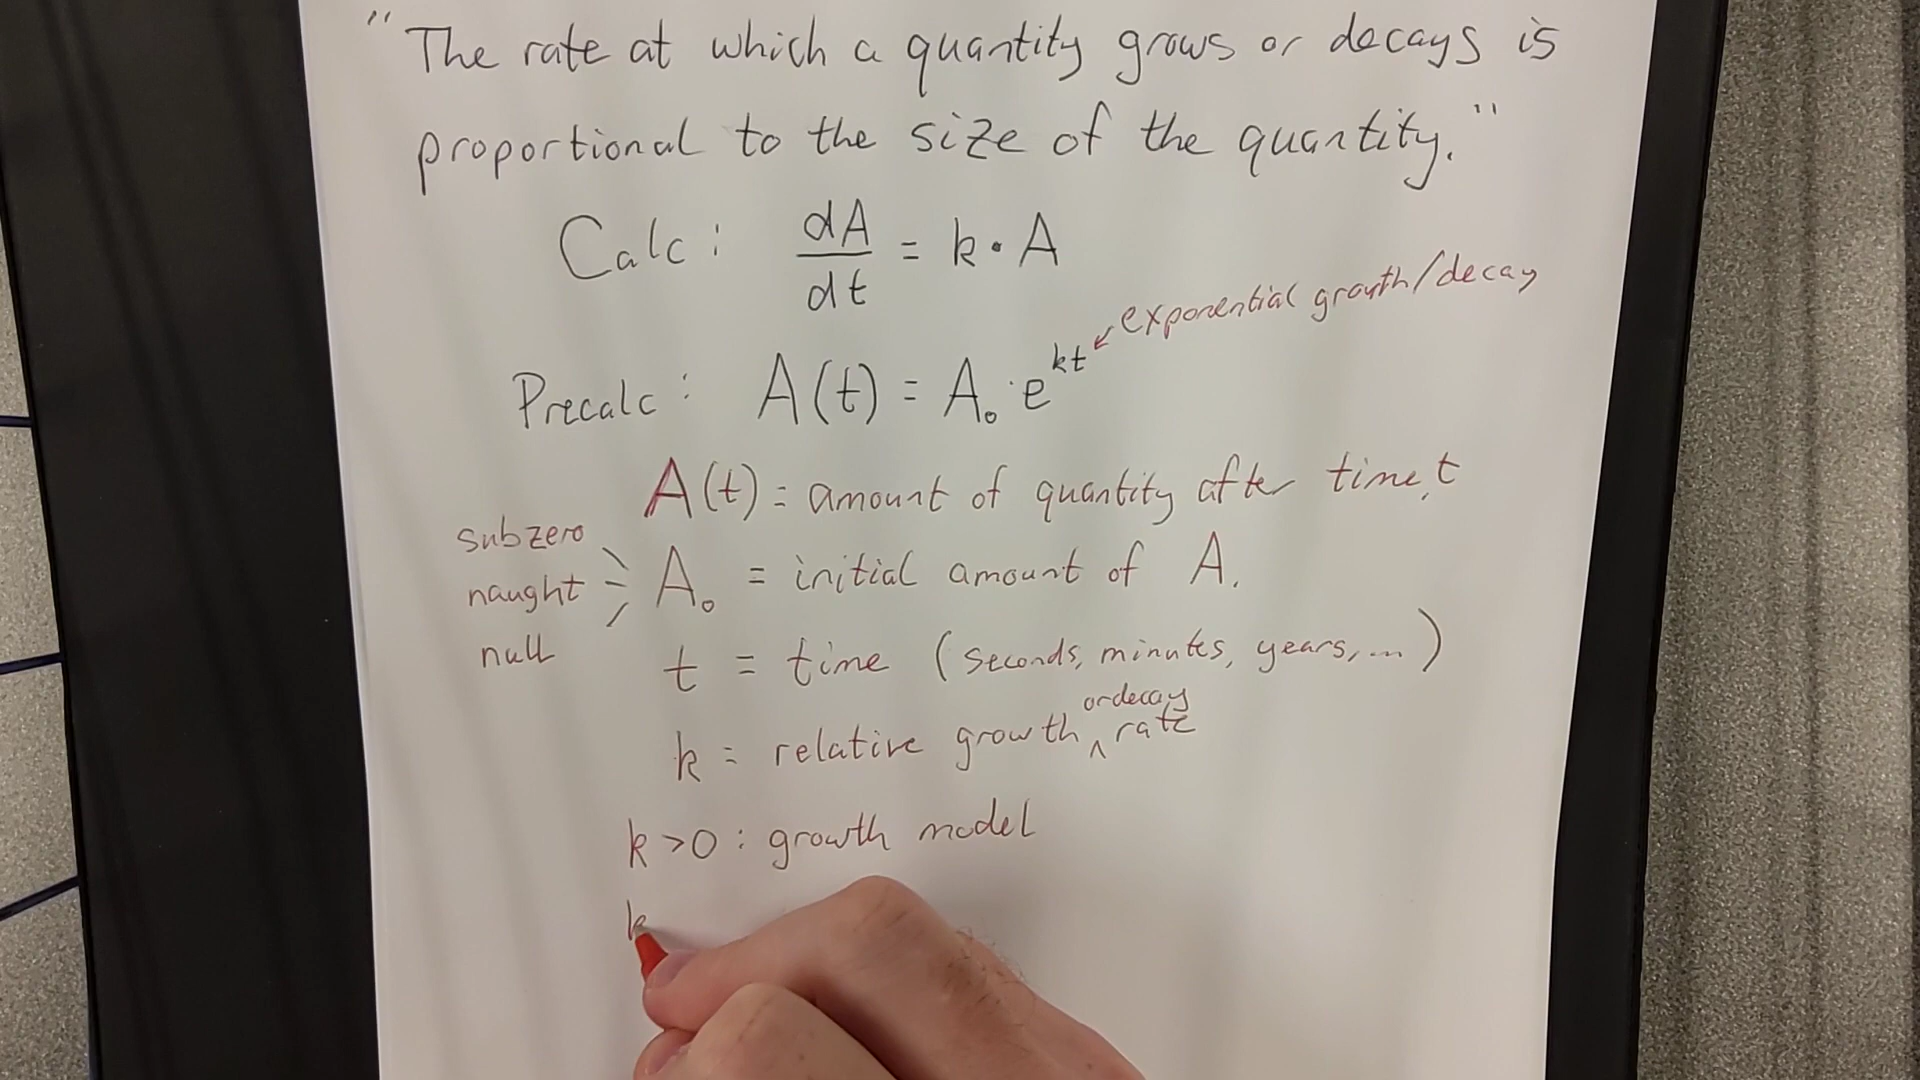 "The rate at which a quantity grows or decays is
proportional to the size of the quantity."
Calc: dA/dt = k · A
exponential growth/decay
Precalc: A(t) = A₀ · e^kt
A(t) = amount of quantity after time, t
subzero
naught
null
A₀ = initial amount of A.
t = time (seconds, minutes, years, ...)
k = relative growth ^ or decay rate
k > 0 : growth model
k